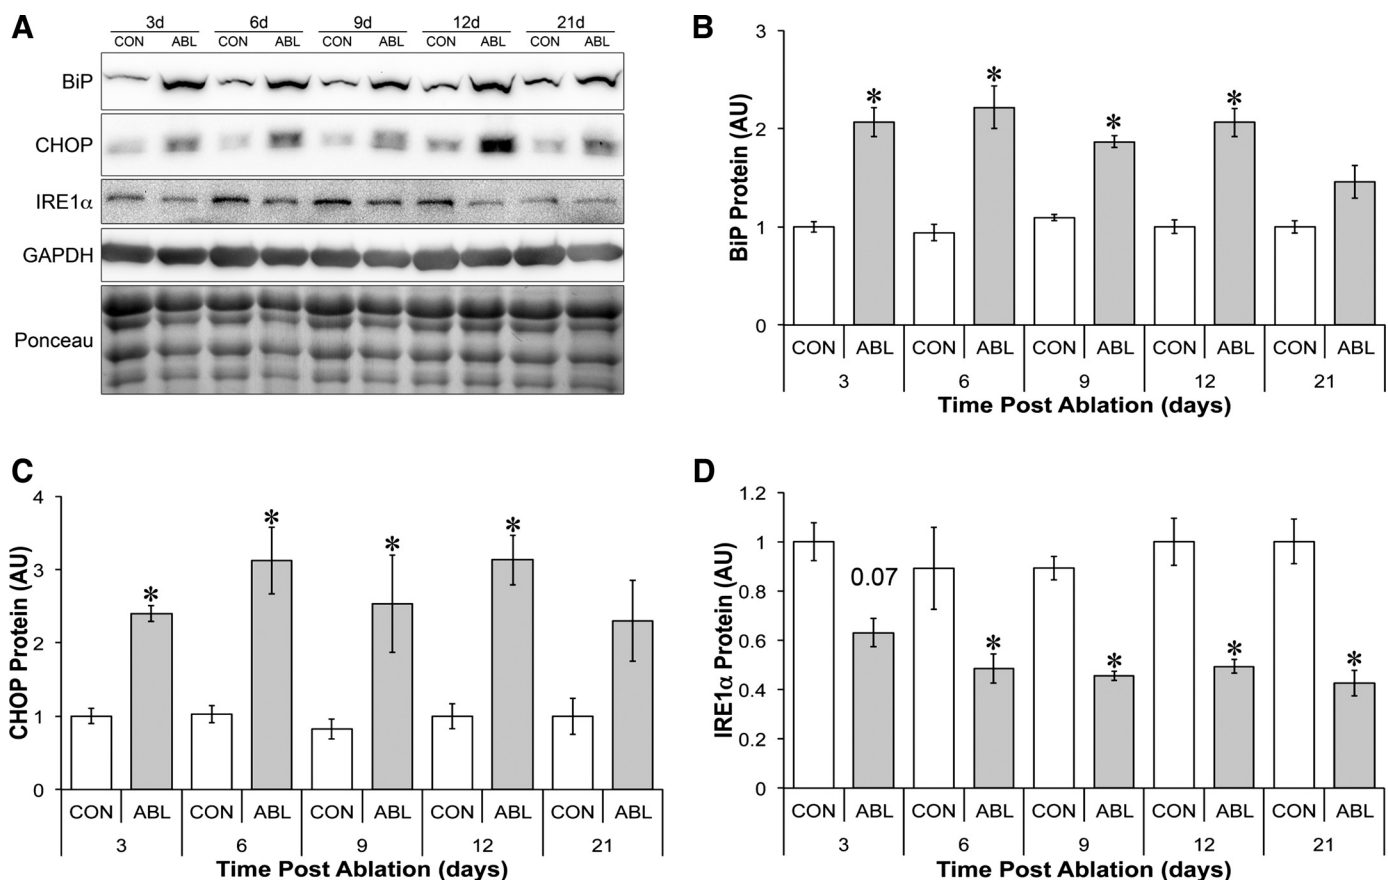 A
3d 6d 9d 12d 21d
CON ABL CON ABL CON ABL CON ABL CON ABL
BiP
CHOP
IRE1α
GAPDH
Ponceau
B
BiP Protein (AU)
3
2
1
0
* * * *
CON ABL CON ABL CON ABL CON ABL CON ABL
3 6 9 12 21
Time Post Ablation (days)
C
CHOP Protein (AU)
4
3
2
1
0
* * * *
CON ABL CON ABL CON ABL CON ABL CON ABL
3 6 9 12 21
Time Post Ablation (days)
D
IRE1α Protein (AU)
1.2
1
0.8
0.6
0.4
0.2
0
0.07 * * * *
CON ABL CON ABL CON ABL CON ABL CON ABL
3 6 9 12 21
Time Post Ablation (days)